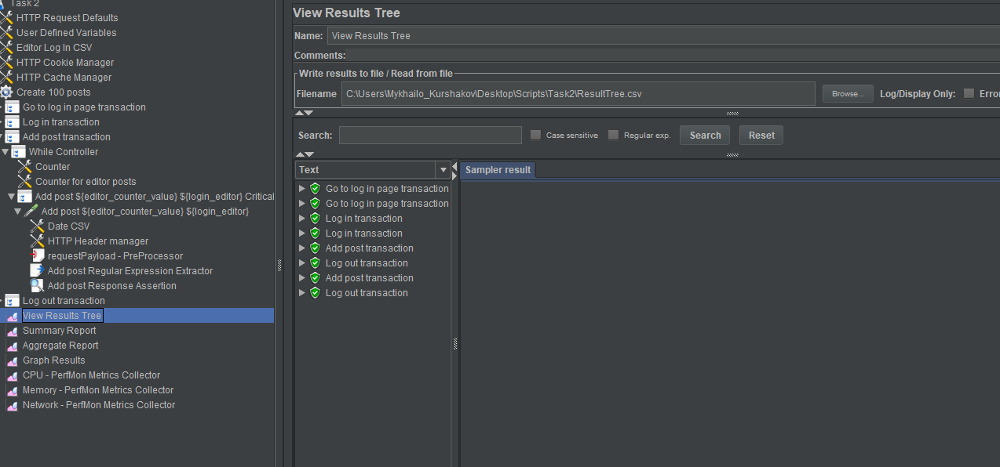 Task 2
HTTP Request Defaults
User Defined Variables
Editor Log In CSV
HTTP Cookie Manager
HTTP Cache Manager
Create 100 posts
Go to log in page transaction
Log in transaction
Add post transaction
While Controller
Counter
Counter for editor posts
Add post ${editor_counter_value} ${login_editor} Critical
Add post ${editor_counter_value} ${login_editor}
Date CSV
HTTP Header manager
requestPayload - PreProcessor
Add post Regular Expression Extractor
Add post Response Assertion
Log out transaction
View Results Tree
Summary Report
Aggregate Report
Graph Results
CPU - PerfMon Metrics Collector
Memory - PerfMon Metrics Collector
Network - PerfMon Metrics Collector
View Results Tree
Name: View Results Tree
Comments:
Write results to file / Read from file
Filename C:\Users\Mykhailo_Kurshakov\Desktop\Scripts\Task2\ResultTree.csv Browse... Log/Display Only: Error
Search: Case sensitive Regular exp. Search Reset
Text
Sampler result
Go to log in page transaction
Go to log in page transaction
Log in transaction
Log in transaction
Add post transaction
Log out transaction
Add post transaction
Log out transaction